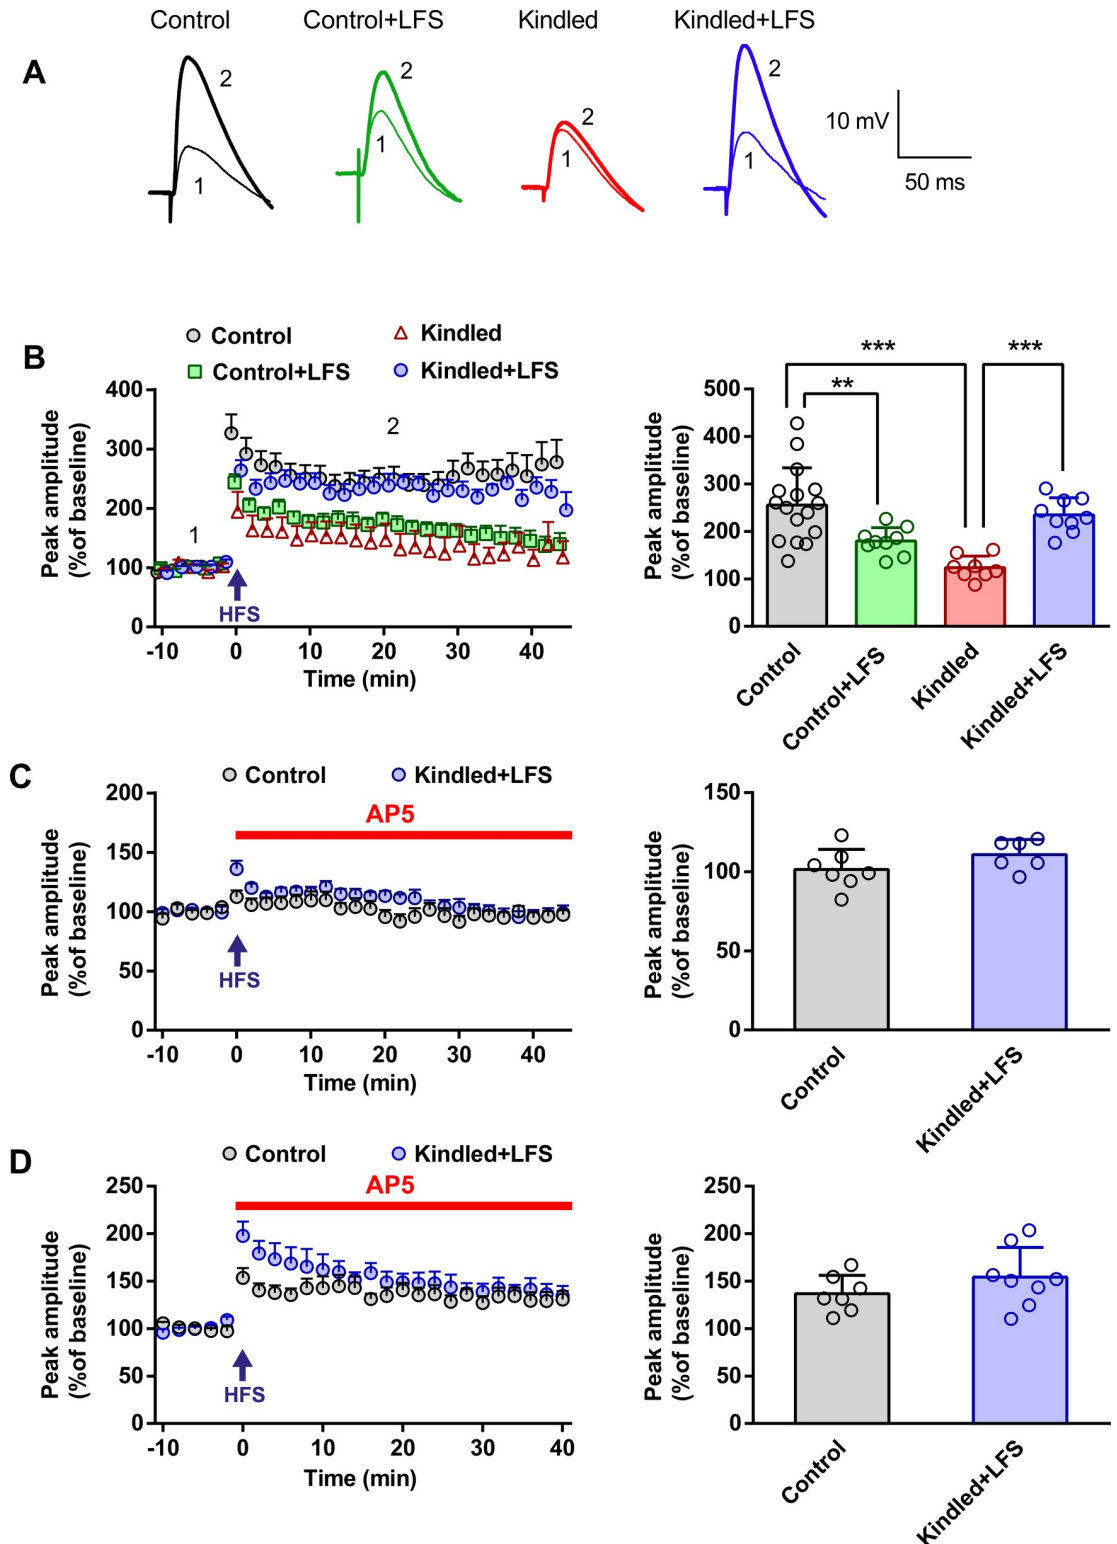 Control Control+LFS Kindled Kindled+LFS
A
2 2 2 2
1 1 1 1
10 mV
50 ms
B
Control Kindled
Control+LFS Kindled+LFS
Peak amplitude
(%of baseline)
400
300
200
100
0
1
2
HFS
-10 0 10 20 30 40
Time (min)
Peak amplitude
(%of baseline)
500
400
300
200
100
0
*** ***
**
Control
Control+LFS
Kindled
Kindled+LFS
C
Control Kindled+LFS
Peak amplitude
(%of baseline)
200
150
100
50
0
AP5
HFS
-10 0 10 20 30 40
Time (min)
Peak amplitude
(%of baseline)
150
100
50
0
Control
Kindled+LFS
D
Control Kindled+LFS
Peak amplitude
(%of baseline)
250
200
150
100
50
0
AP5
HFS
-10 0 10 20 30 40
Time (min)
Peak amplitude
(%of baseline)
250
200
150
100
50
0
Control
Kindled+LFS